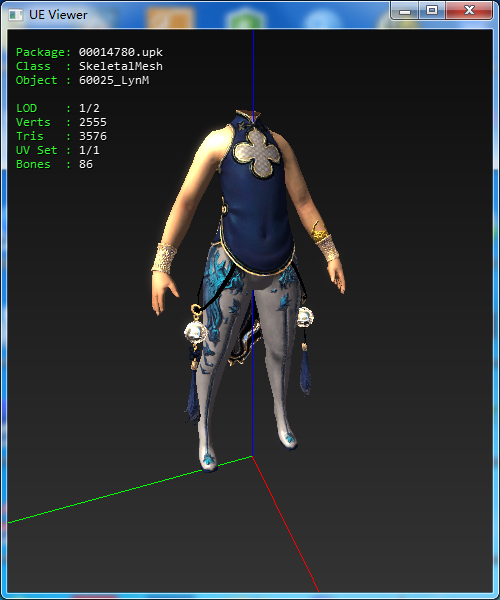 UE Viewer
Package: 00014780.upk
Class : SkeletalMesh
Object : 60025_LynM
LOD : 1/2
Verts : 2555
Tris : 3576
UV Set : 1/1
Bones : 86